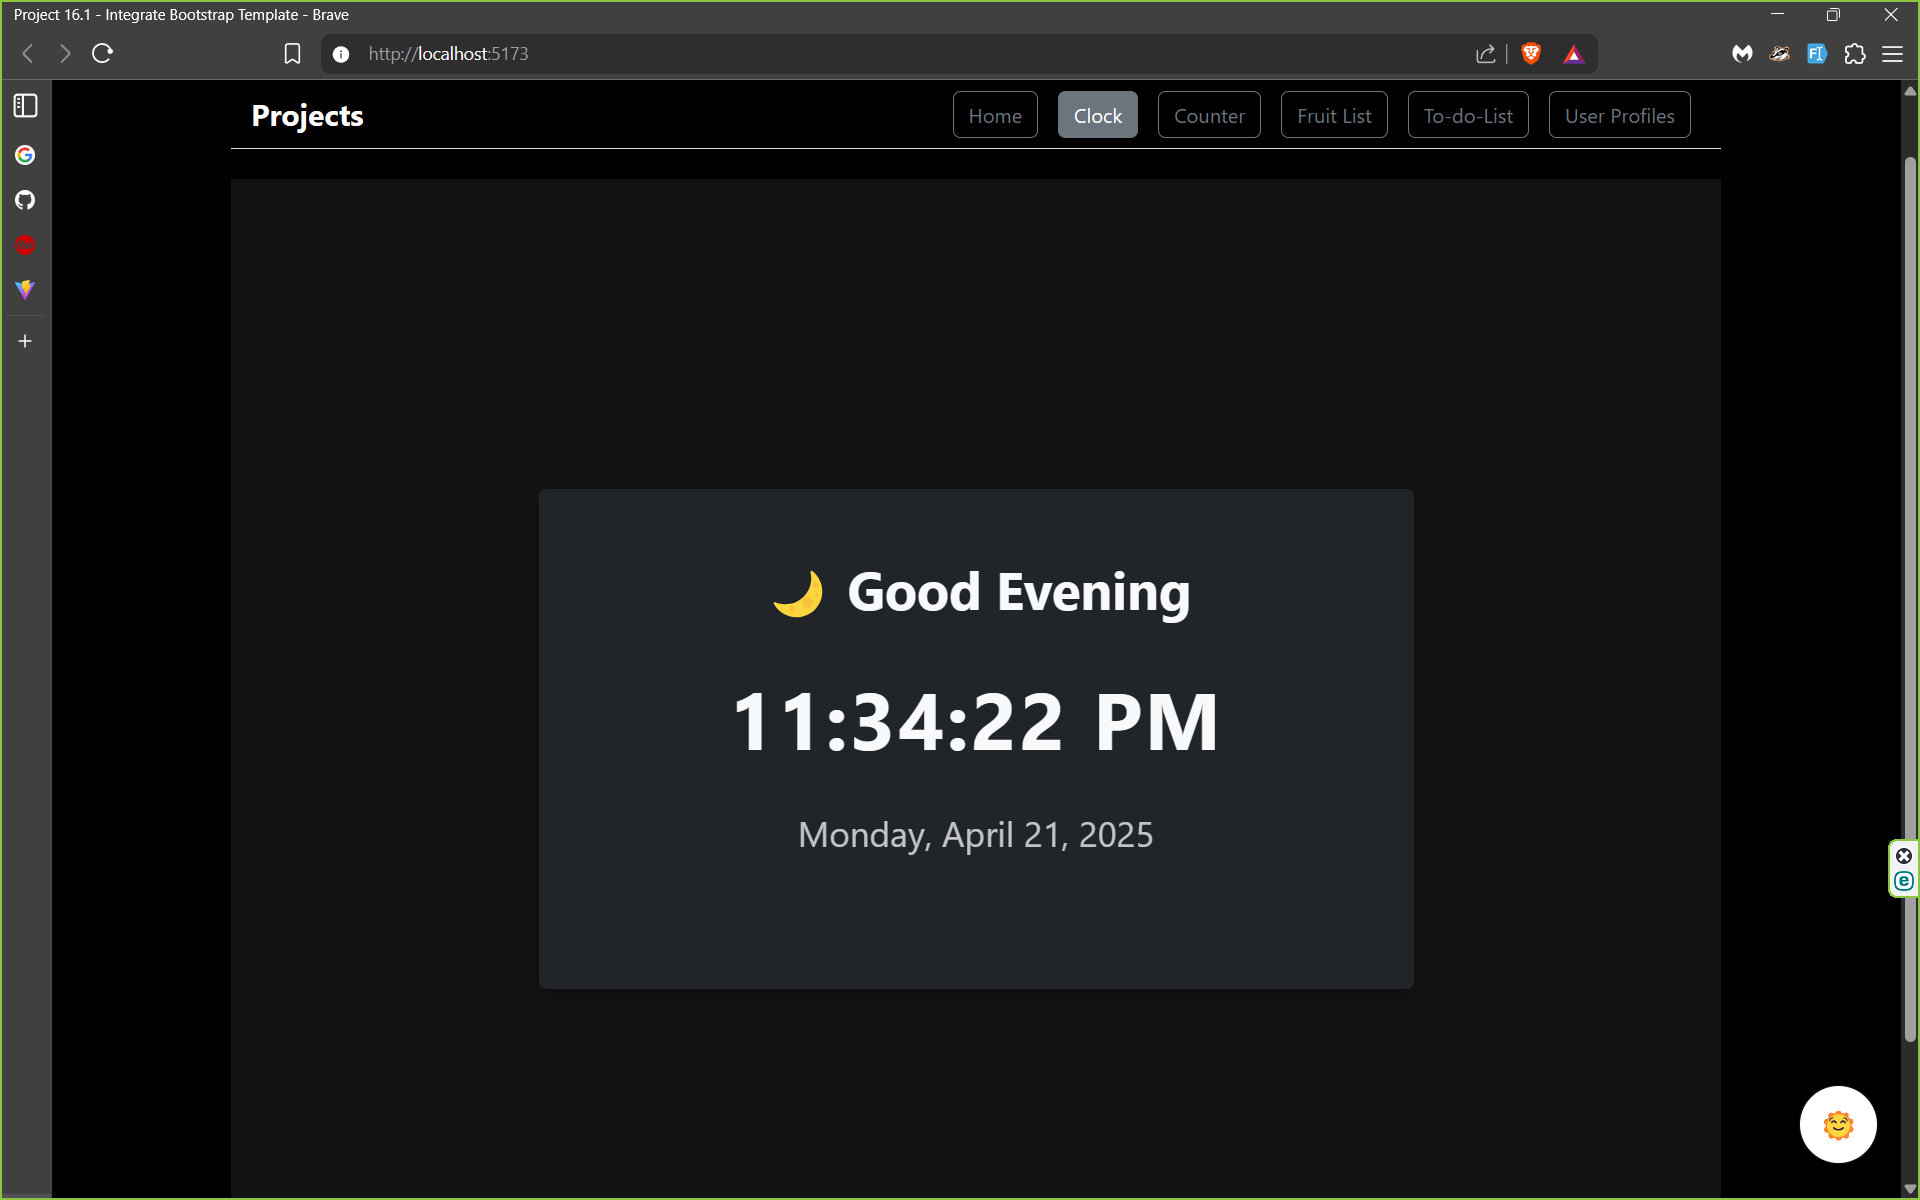 Project 16.1 - Integrate Bootstrap Template - Brave
http://localhost:5173
Projects
Home
Clock
Counter
Fruit List
To-do-List
User Profiles
🌙 Good Evening
11:34:22 PM
Monday, April 21, 2025